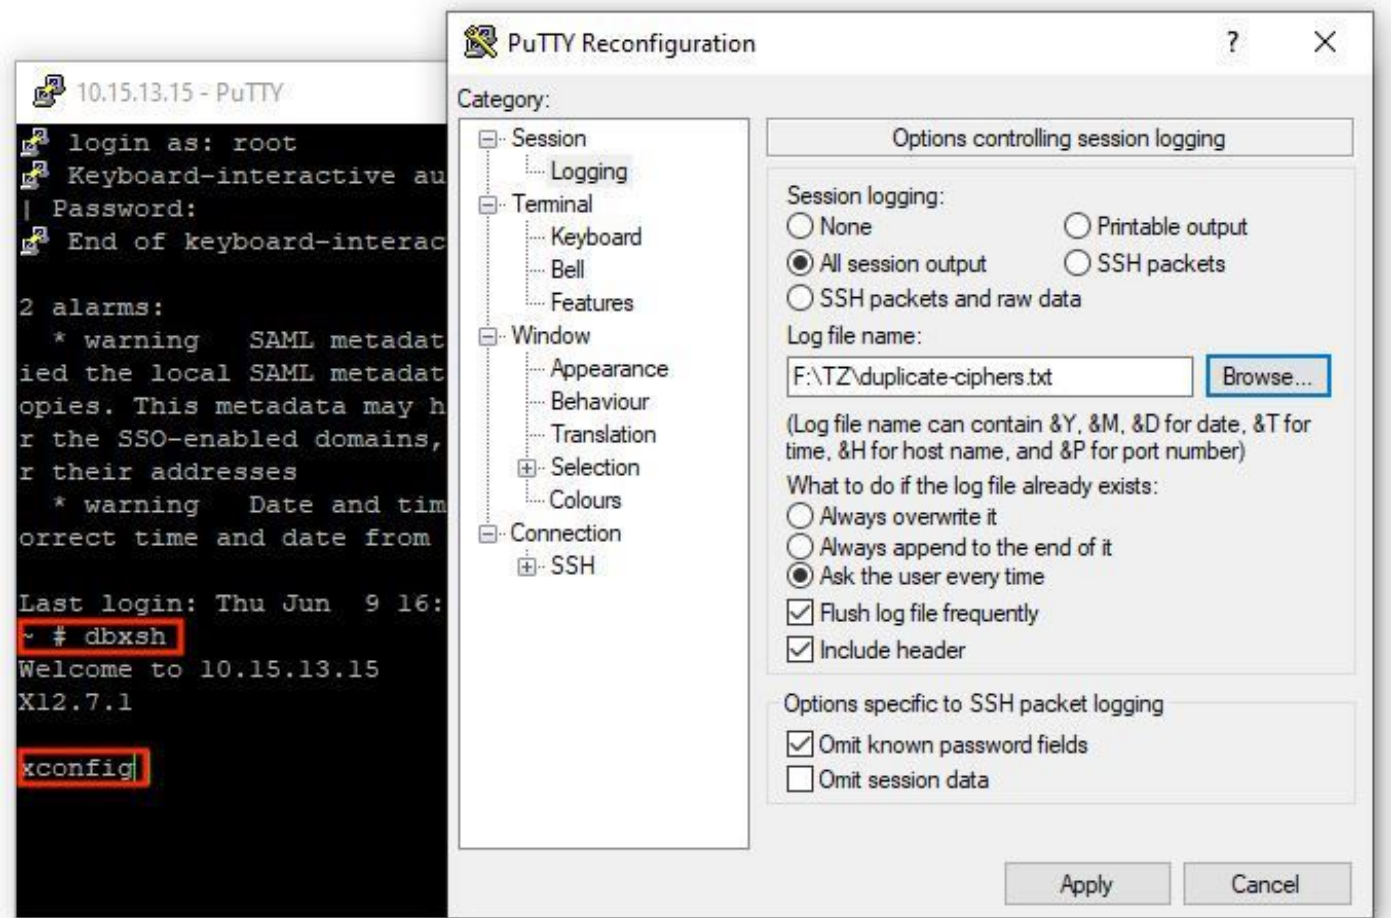 10.15.13.15 - PuTTY
login as: root
Keyboard-interactive au
| Password:
End of keyboard-interac
2 alarms:
* warning SAML metadat
ied the local SAML metadat
opies. This metadata may h
r the SSO-enabled domains,
r their addresses
* warning Date and tim
orrect time and date from
Last login: Thu Jun 9 16:
~ # dbxsh
Welcome to 10.15.13.15
X12.7.1
xconfig
PuTTY Reconfiguration
?
Category:
Session
Logging
Terminal
Keyboard
Bell
Features
Window
Appearance
Behaviour
Translation
Selection
Colours
Connection
SSH
Options controlling session logging
Session logging:
None
Printable output
All session output
SSH packets
SSH packets and raw data
Log file name:
F:\TZ\duplicate-ciphers.txt
Browse...
(Log file name can contain &Y, &M, &D for date, &T for
time, &H for host name, and &P for port number)
What to do if the log file already exists:
Always overwrite it
Always append to the end of it
Ask the user every time
Flush log file frequently
Include header
Options specific to SSH packet logging
Omit known password fields
Omit session data
Apply
Cancel